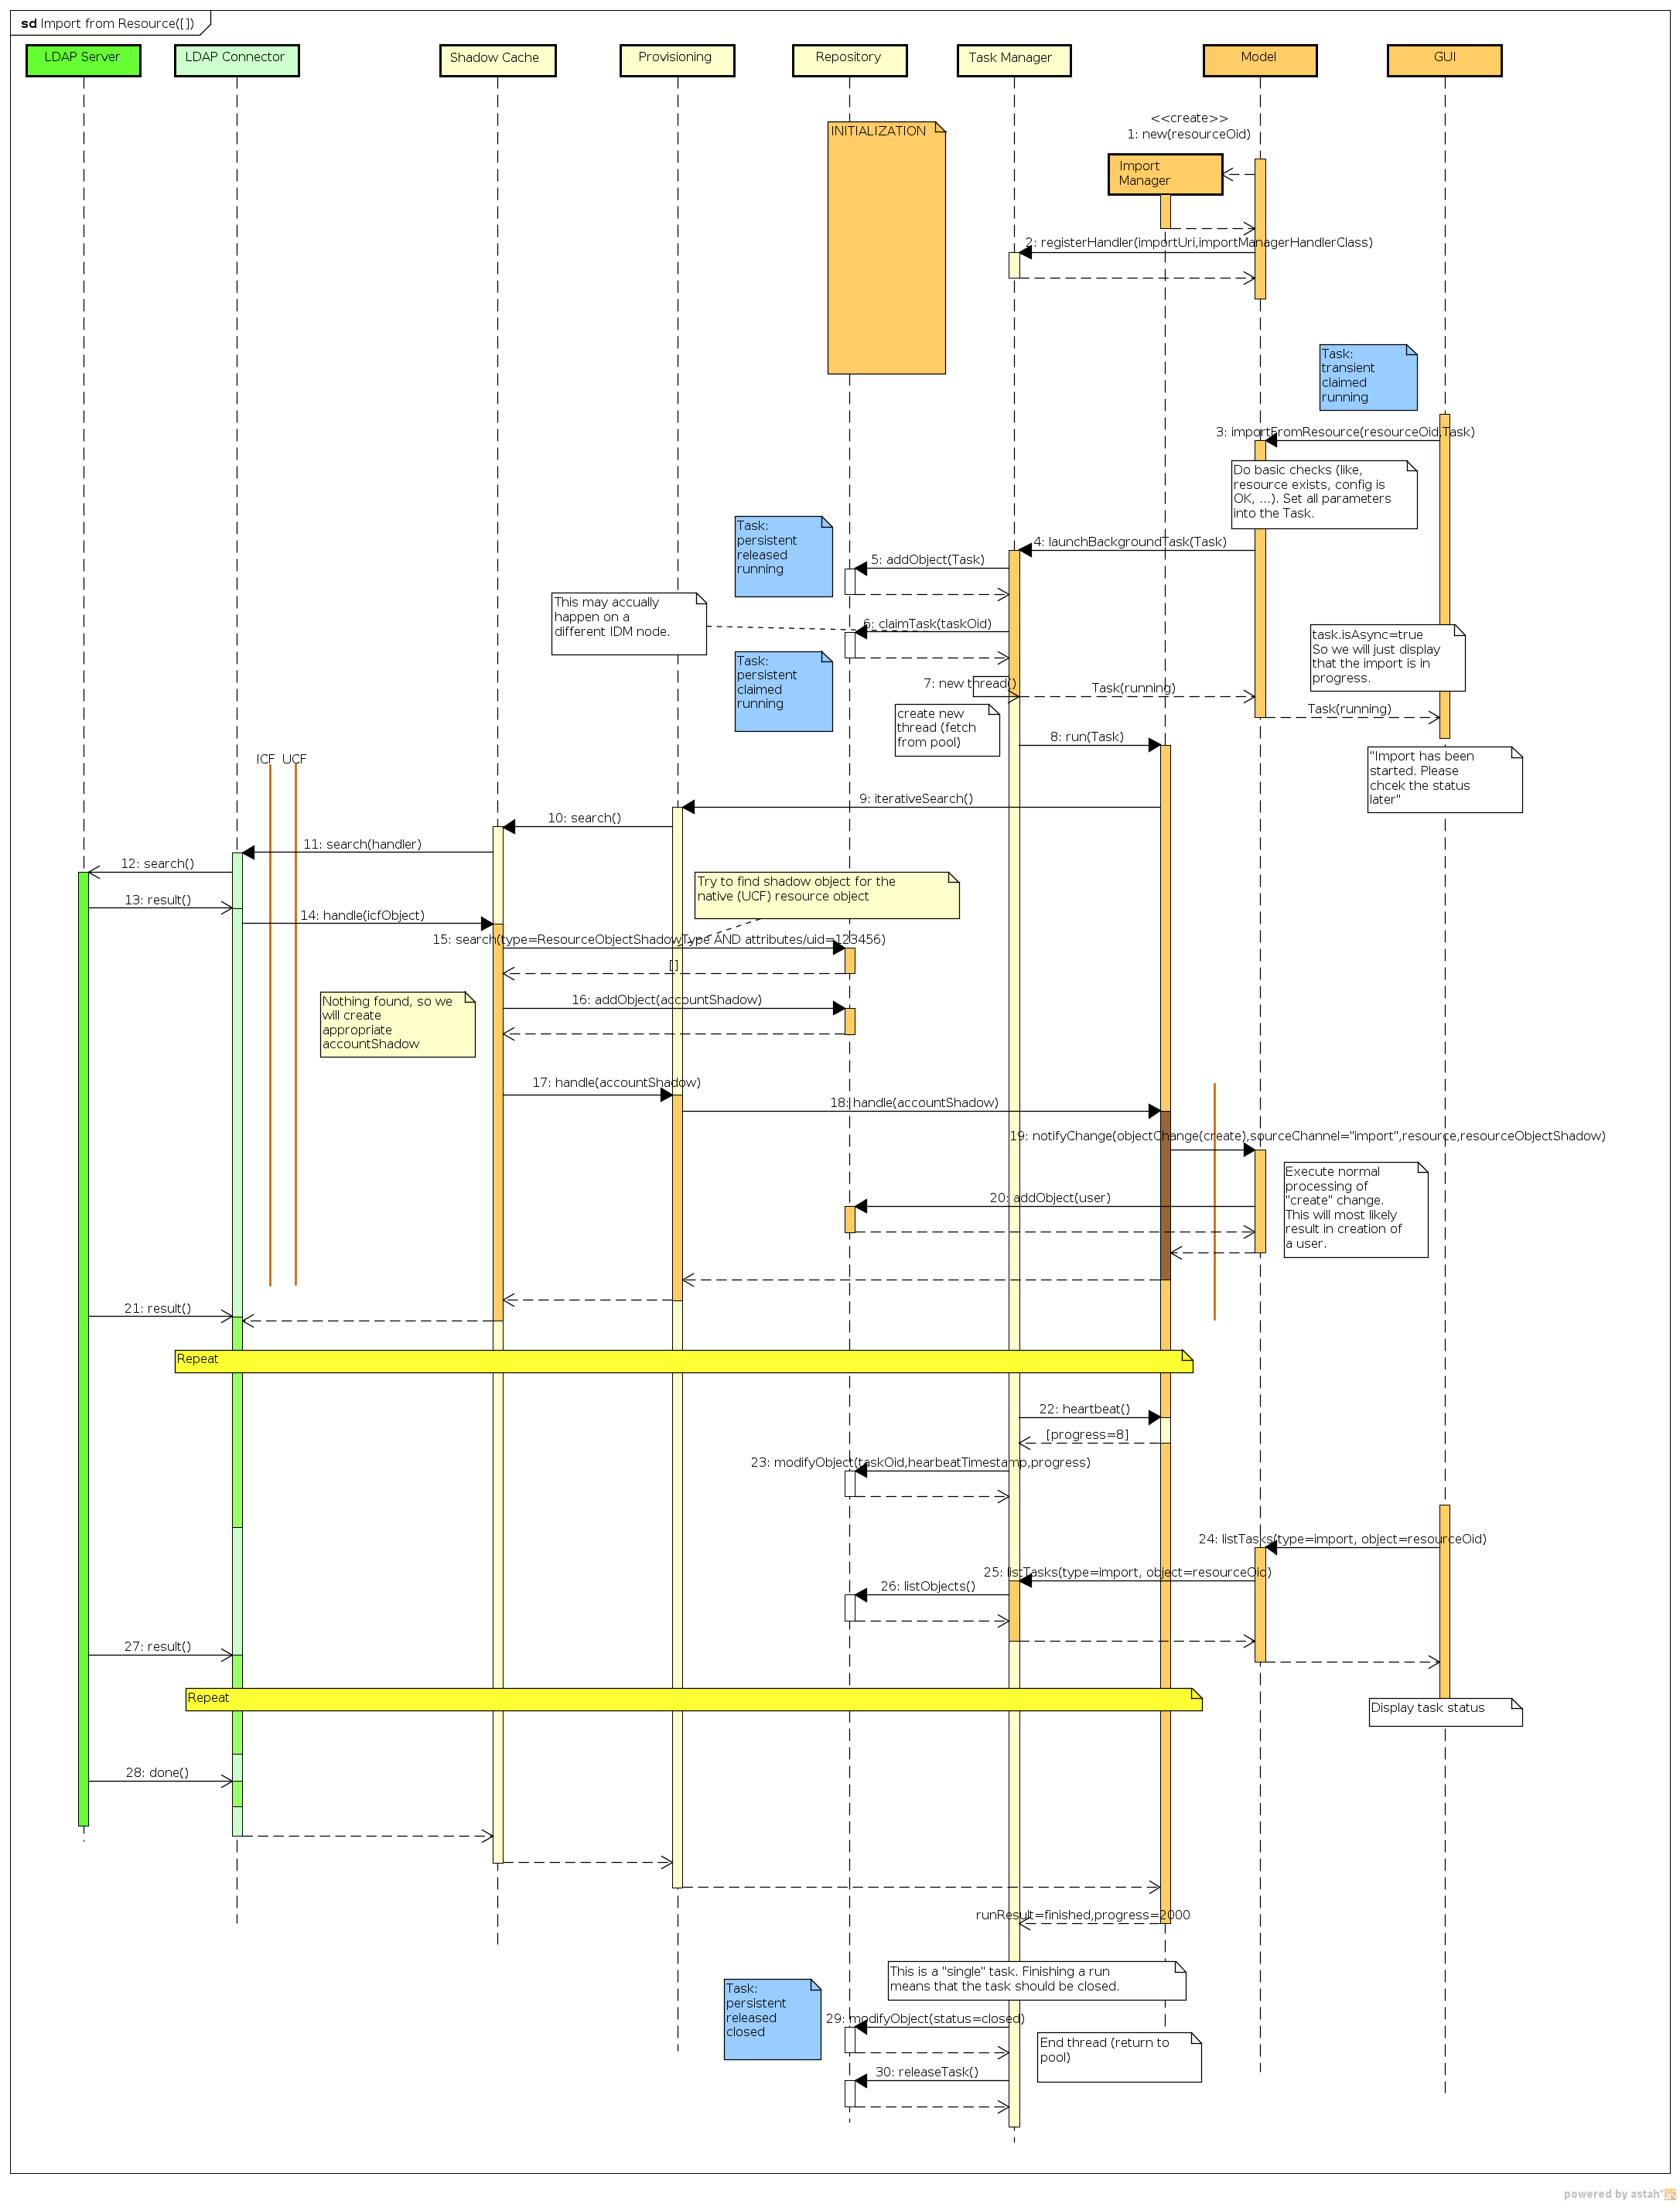 sd Import from Resource([])
LDAP Server
LDAP Connector
Shadow Cache
Provisioning
Repository
Task Manager
Model
GUI
<<create>>
1: new(resourceOid)
INITIALIZATION
Import
Manager
2: registerHandler(importUri,importManagerHandlerClass)
Task:
transient
claimed
running
3: importFromResource(resourceOid,Task)
Do basic checks (like,
resource exists, config is
OK, ...). Set all parameters
into the Task.
Task:
persistent
released
running
4: launchBackgroundTask(Task)
5: addObject(Task)
This may accually
happen on a
different IDM node.
6: claimTask(taskOid)
task.isAsync=true
So we will just display
that the import is in
progress.
Task:
persistent
claimed
running
7: new thread()
Task(running)
Task(running)
create new
thread (fetch
from pool)
8: run(Task)
"Import has been
started. Please
chcek the status
later"
ICF UCF
9: iterativeSearch()
10: search()
11: search(handler)
12: search()
Try to find shadow object for the
native (UCF) resource object
13: result()
14: handle(icfObject)
15: search(type=ResourceObjectShadowType AND attributes/uid=123456)
[]
Nothing found, so we
will create
appropriate
accountShadow
16: addObject(accountShadow)
17: handle(accountShadow)
18: handle(accountShadow)
19: notifyChange(objectChange(create),sourceChannel="import",resource,resourceObjectShadow)
Execute normal
processing of
"create" change.
This will most likely
result in creation of
a user.
20: addObject(user)
21: result()
Repeat
22: heartbeat()
[progress=8]
23: modifyObject(taskOid,hearbeatTimestamp,progress)
24: listTasks(type=import, object=resourceOid)
25: listTasks(type=import, object=resourceOid)
26: listObjects()
27: result()
Repeat
Display task status
28: done()
runResult=finished,progress=2000
This is a "single" task. Finishing a run
means that the task should be closed.
Task:
persistent
released
closed
29: modifyObject(status=closed)
End thread (return to
pool)
30: releaseTask()
powered by astah*